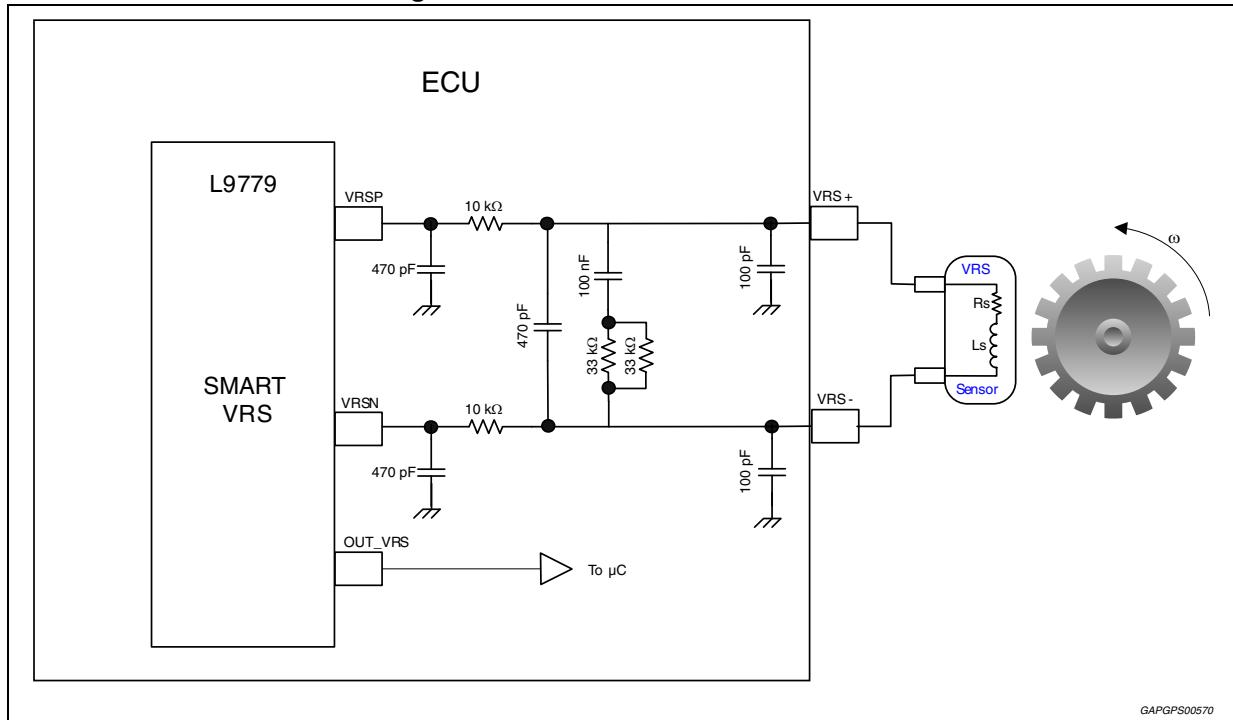 ECU
L9779
SMART
VRS
VRSP
10 kΩ
470 pF
470 pF
100 nF
33 kΩ
33 kΩ
100 pF
VRS +
VRS
Rs
Ls
Sensor
ω
VRSN
10 kΩ
470 pF
100 pF
VRS -
OUT_VRS
To µC
GAPGPS00570